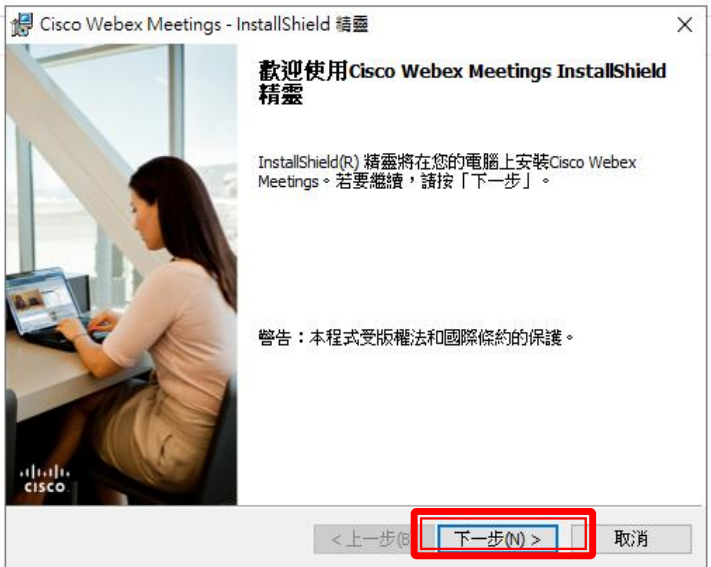 Cisco Webex Meetings - InstallShield 精靈
歡迎使用Cisco Webex Meetings InstallShield
精靈
InstallShield(R) 精靈將在您的電腦上安裝Cisco Webex
Meetings。若要繼續，請按「下一步」。
警告：本程式受版權法和國際條約的保護。
CISCO
< 上一步(B
下一步(N) >
取消